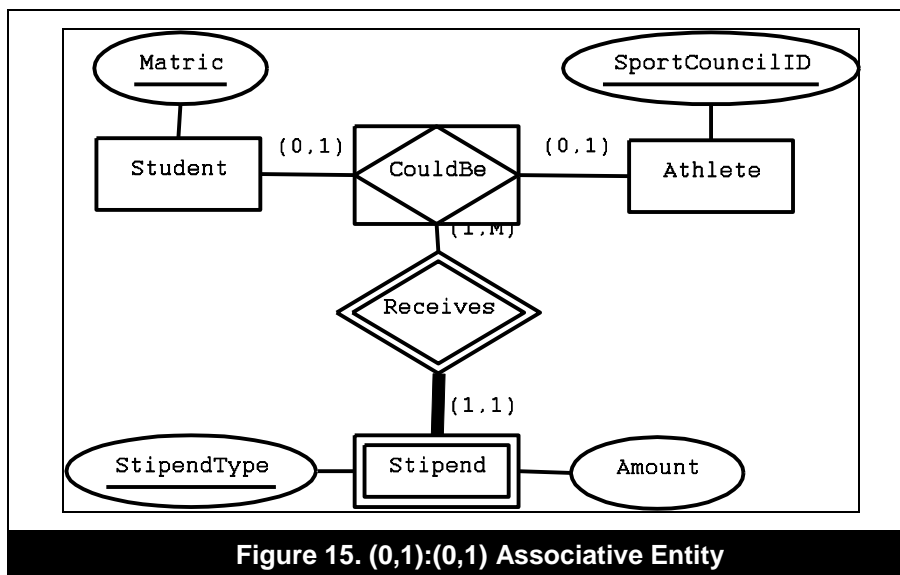 Matric
SportCouncilID
(0,1)
(0,1)
Student
CouldBe
Athlete
(1,M)
Receives
(1,1)
StipendType
Stipend
Amount
Figure 15. (0,1):(0,1) Associative Entity